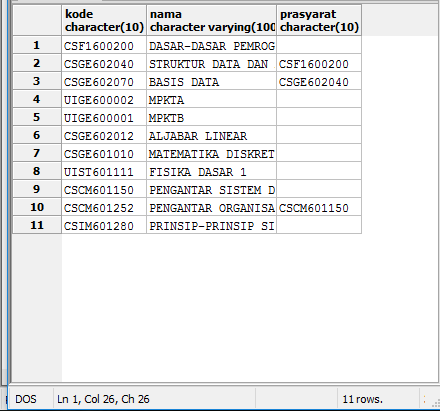 kode nama prasyarat
character(10) character varying(100 character(10)
1 CSF1600200 DASAR-DASAR PEMROG
2 CSGE602040 STRUKTUR DATA DAN CSF1600200
3 CSGE602070 BASIS DATA CSGE602040
4 UIGE600002 MPKTA
5 UIGE600001 MPKTB
6 CSGE602012 ALJABAR LINEAR
7 CSGE601010 MATEMATIKA DISKRET
8 UIST601111 FISIKA DASAR 1
9 CSCM601150 PENGANTAR SISTEM D
10 CSCM601252 PENGANTAR ORGANISA CSCM601150
11 CSIM601280 PRINSIP-PRINSIP SI
DOS Ln 1, Col 26, Ch 26 11 rows.